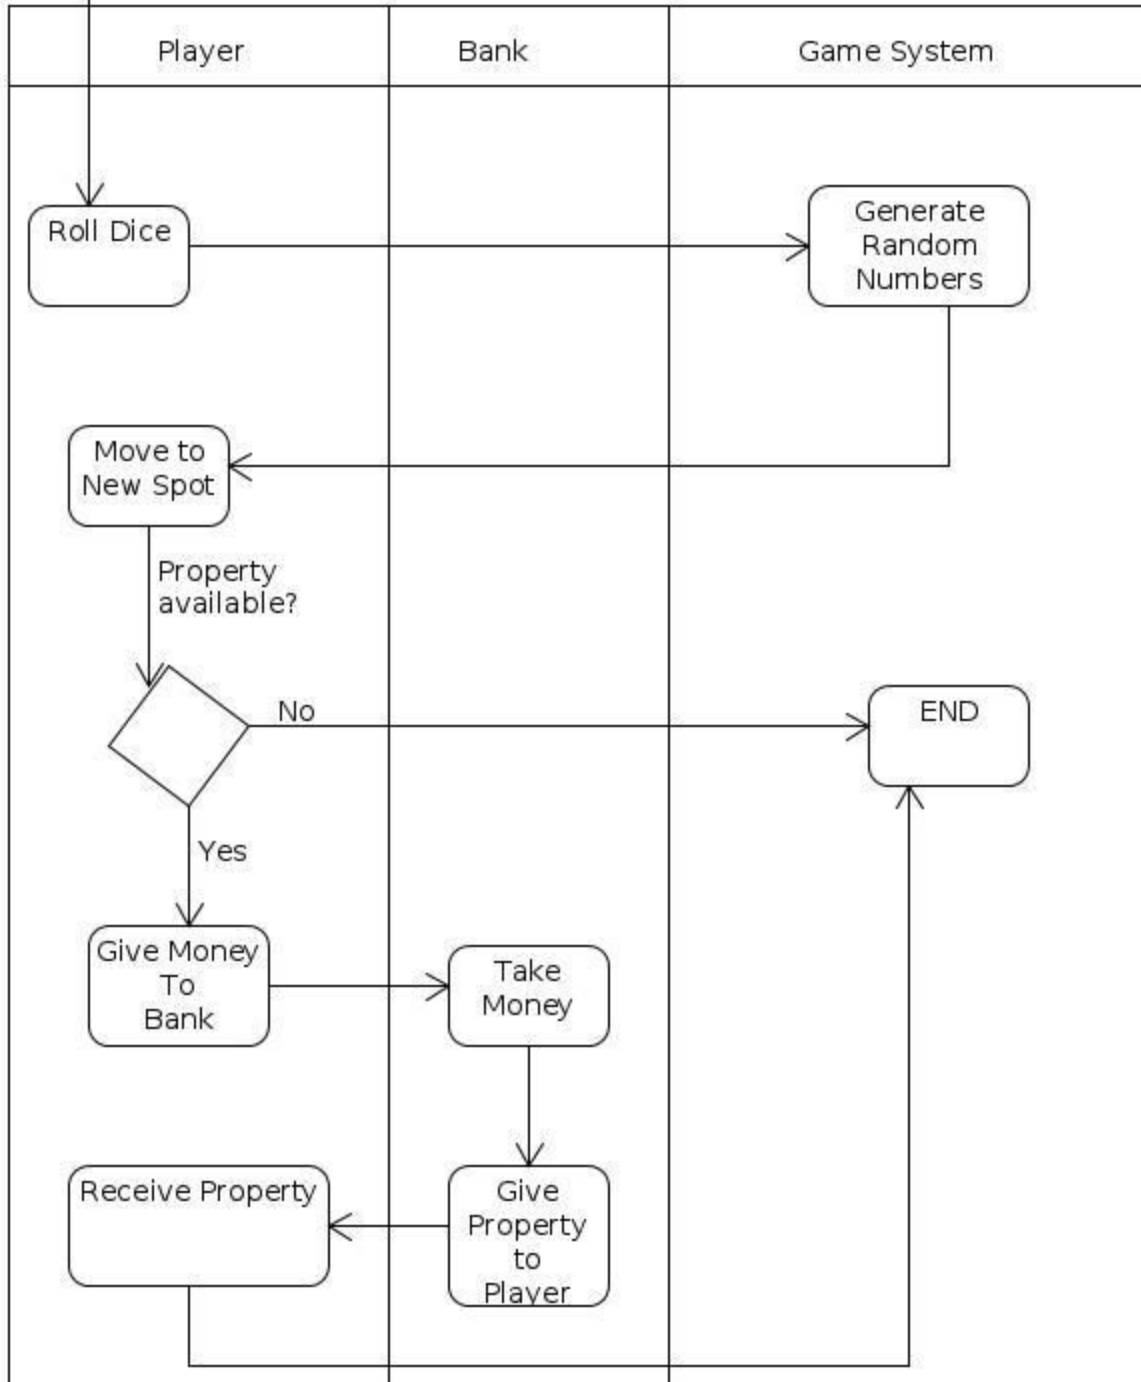 Player
Bank
Game System
Roll Dice
Generate
Random
Numbers
Move to
New Spot
Property
available?
No
END
Yes
Give Money
To
Bank
Take
Money
Receive Property
Give
Property
to
Player